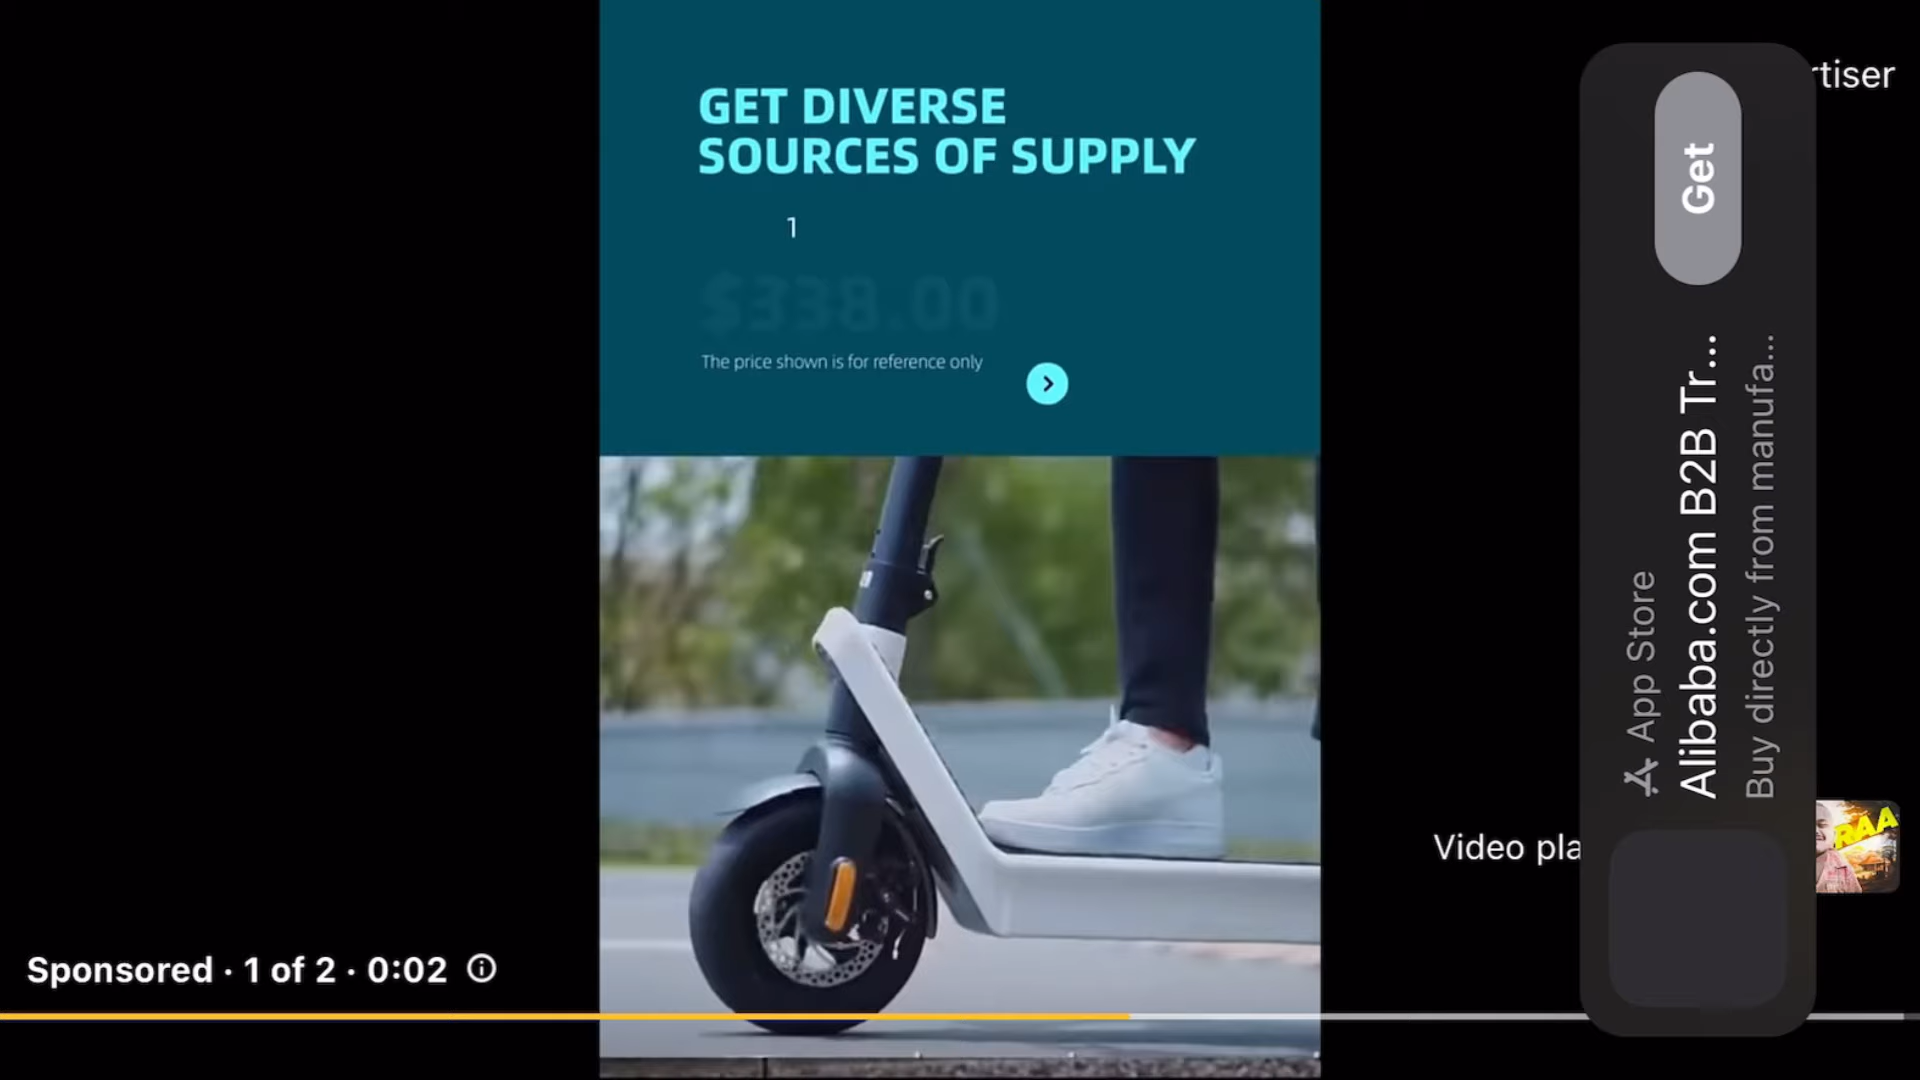 GET DIVERSE
SOURCES OF SUPPLY
1
$338.00
The price shown is for reference only
rtiser
Get
App Store
Alibaba.com B2B Tr...
Buy directly from manufa...
Video pla
RAA
Sponsored · 1 of 2 · 0:02